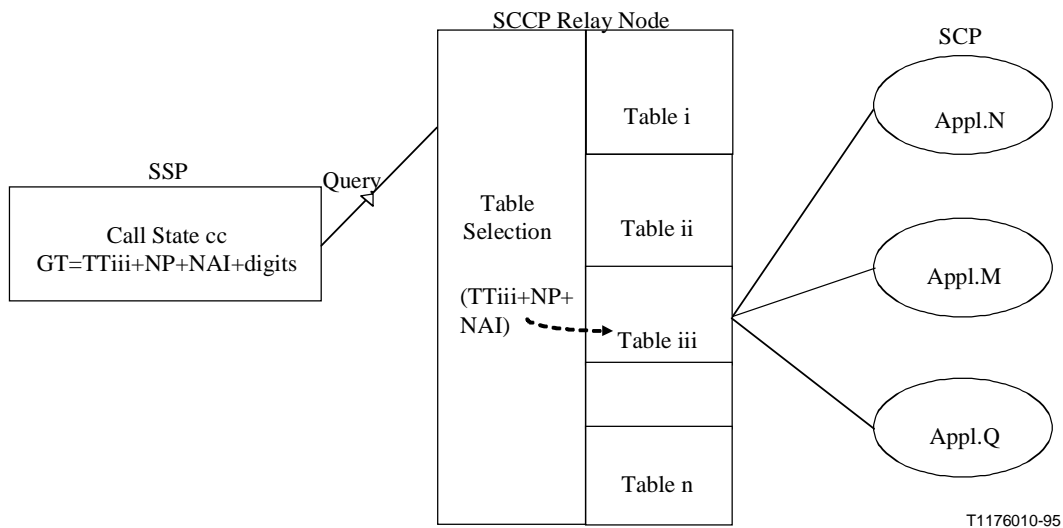 SCCP Relay Node
SCP
Table i
Appl.N
SSP
Query
Call State cc
GT=TTiii+NP+NAI+digits
Table
Selection
Table ii
(TTiii+NP+
NAI)
Appl.M
Table iii
Appl.Q
Table n
T1176010-95